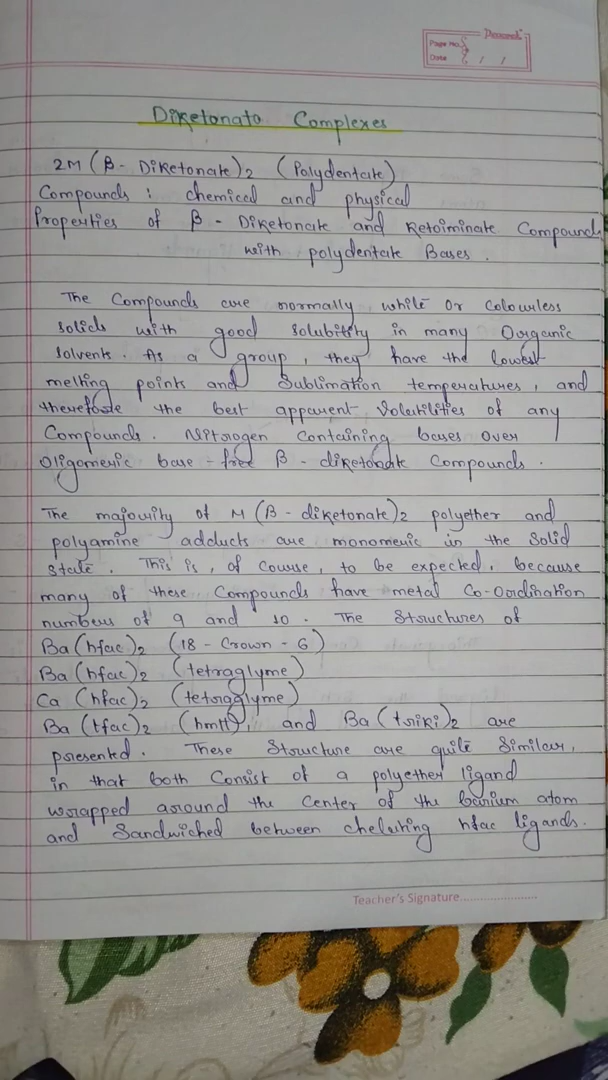 Page No.
Date / /
Diketonato Complexes
2M (β - Diketonate)2 (Polydentate)
Compounds : chemical and physical
Properties of β - Diketonate and Ketoiminate Compounds
with polydentate Bases .
The Compounds are normally while or Colourless
solids with good solubility in many Organic
solvents . As a group , they have the lowest
melting points and Sublimation temperatures , and
therefore the best apparent Volatilities of any
Compounds . Nitrogen Containing bases over
Oligomeric base - free β - diketonate Compounds .
The majority of M (β - diketonate)2 polyether and
polyamine adducts are monomeric in the Solid
State . This is , of Course , to be expected , because
many of these Compounds have metal Co-Ordination
numbers of 9 and 10 . The Structures of
Ba (hfac)2 (18 - Crown - 6)
Ba (hfac)2 (tetraglyme)
Ca (hfac)2 (tetraglyme)
Ba (tfac)2 (hmtt), and Ba (triki)2 are
presented . These Structure are quite Similar,
in that both Consist of a polyether ligand
wrapped around the Center of the barium atom
and Sandwiched between chelating hfac ligands.
Teacher's Signature........................